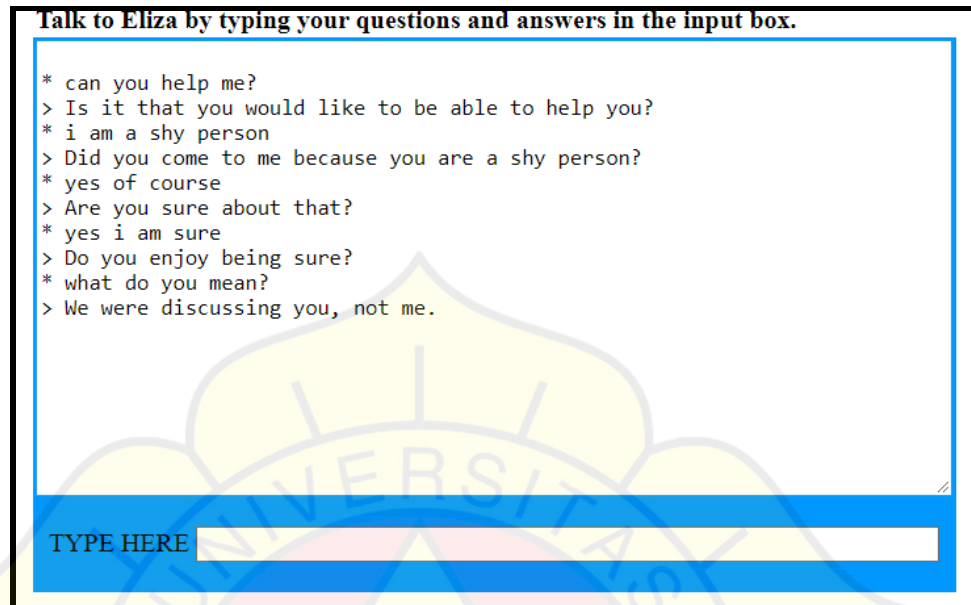 Talk to Eliza by typing your questions and answers in the input box.
* can you help me?
> Is it that you would like to be able to help you?
* i am a shy person
> Did you come to me because you are a shy person?
* yes of course
> Are you sure about that?
* yes i am sure
> Do you enjoy being sure?
* what do you mean?
> We were discussing you, not me.
TYPE HERE
UNIVERSITAS